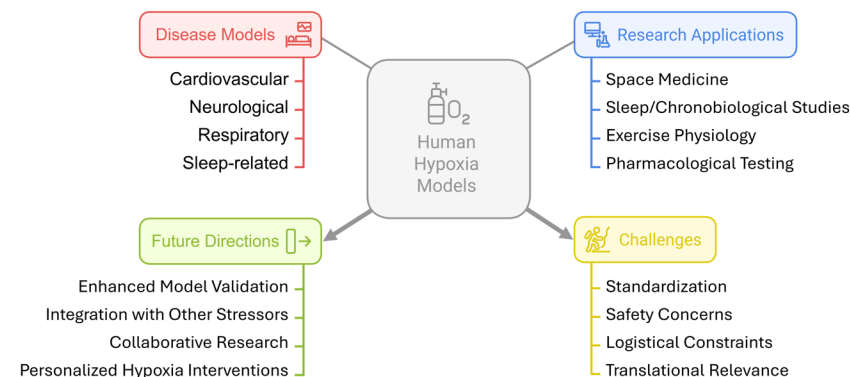 Disease Models
Cardiovascular
Neurological
Respiratory
Sleep-related
Research Applications
Space Medicine
Sleep/Chronobiological Studies
Exercise Physiology
Pharmacological Testing
O2
Human
Hypoxia
Models
Future Directions
Enhanced Model Validation
Integration with Other Stressors
Collaborative Research
Personalized Hypoxia Interventions
Challenges
Standardization
Safety Concerns
Logistical Constraints
Translational Relevance